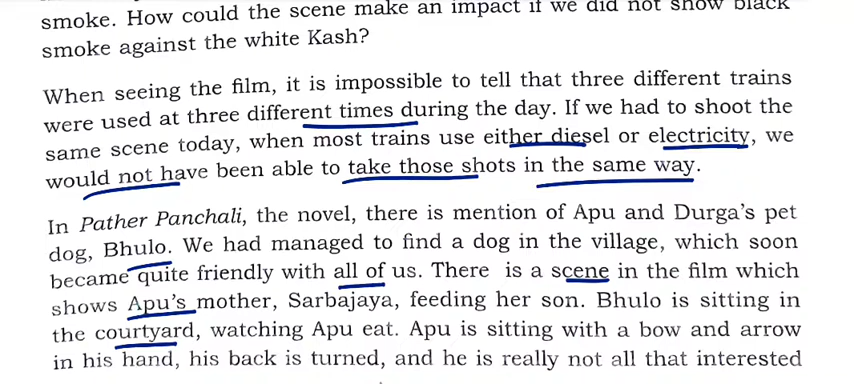 smoke. How could the scene make an impact if we did not show black
smoke against the white Kash?
When seeing the film, it is impossible to tell that three different trains
were used at three different times during the day. If we had to shoot the
same scene today, when most trains use either diesel or electricity, we
would not have been able to take those shots in the same way.
In Pather Panchali, the novel, there is mention of Apu and Durga's pet
dog, Bhulo. We had managed to find a dog in the village, which soon
became quite friendly with all of us. There is a scene in the film which
shows Apu's mother, Sarbajaya, feeding her son. Bhulo is sitting in
the courtyard, watching Apu eat. Apu is sitting with a bow and arrow
in his hand, his back is turned, and he is really not all that interested